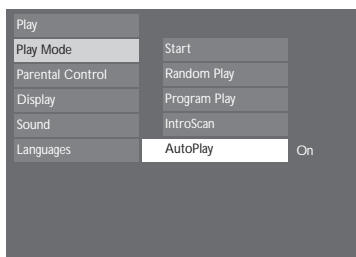 Play
Play Mode
Start
Parental Control
Random Play
Display
Program Play
Sound
IntroScan
Languages
AutoPlay
On